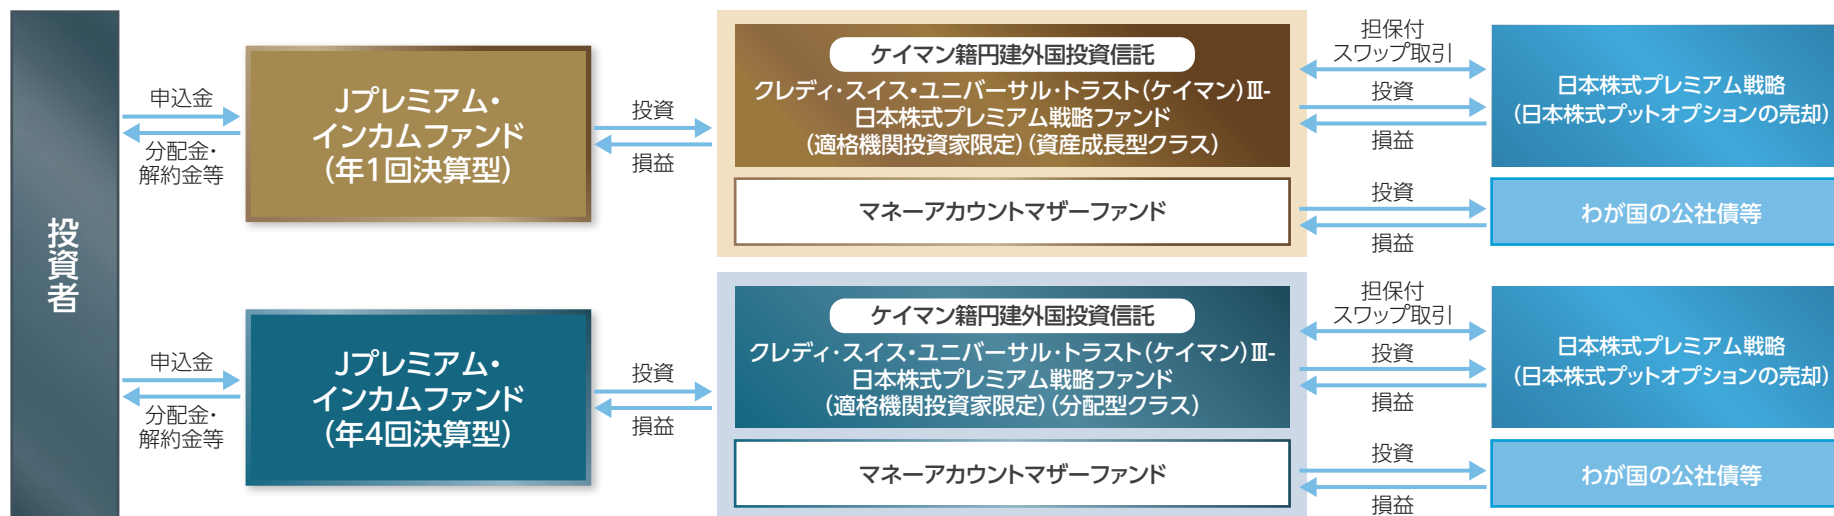 投資者
申込金
分配金・
解約金等
Jプレミアム・
インカムファンド
(年1回決算型)
投資
損益
ケイマン籍円建外国投資信託
クレディ・スイス・ユニバーサル・トラスト(ケイマン)Ⅲ-
日本株式プレミアム戦略ファンド
(適格機関投資家限定)(資産成長型クラス)
マネーアカウントマザーファンド
担保付
スワップ取引
投資
損益
投資
損益
日本株式プレミアム戦略
(日本株式プットオプションの売却)
わが国の公社債等
申込金
分配金・
解約金等
Jプレミアム・
インカムファンド
(年4回決算型)
投資
損益
ケイマン籍円建外国投資信託
クレディ・スイス・ユニバーサル・トラスト(ケイマン)Ⅲ-
日本株式プレミアム戦略ファンド
(適格機関投資家限定)(分配型クラス)
マネーアカウントマザーファンド
担保付
スワップ取引
投資
損益
投資
損益
日本株式プレミアム戦略
(日本株式プットオプションの売却)
わが国の公社債等